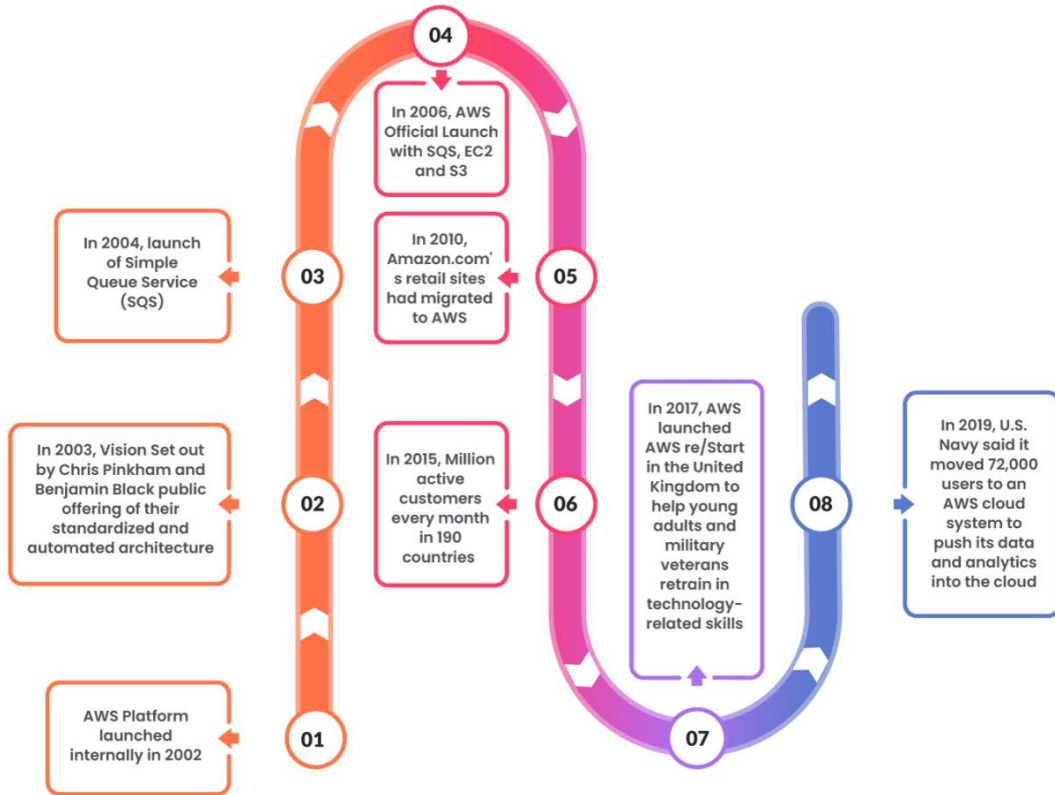 01
AWS Platform
launched
internally in 2002
02
In 2003, Vision Set out
by Chris Pinkham and
Benjamin Black public
offering of their
standardized and
automated architecture
03
In 2004, launch
of Simple
Queue Service
(SQS)
04
In 2006, AWS
Official Launch
with SQS, EC2
and S3
05
In 2010,
Amazon.com'
s retail sites
had migrated
to AWS
06
In 2015, Million
active
customers
every month
in 190
countries
07
In 2017, AWS
launched
AWS re/Start
in the United
Kingdom to
help young
adults and
military
veterans
retrain in
technology-
related skills
08
In 2019, U.S.
Navy said it
moved 72,000
users to an
AWS cloud
system to
push its data
and analytics
into the cloud